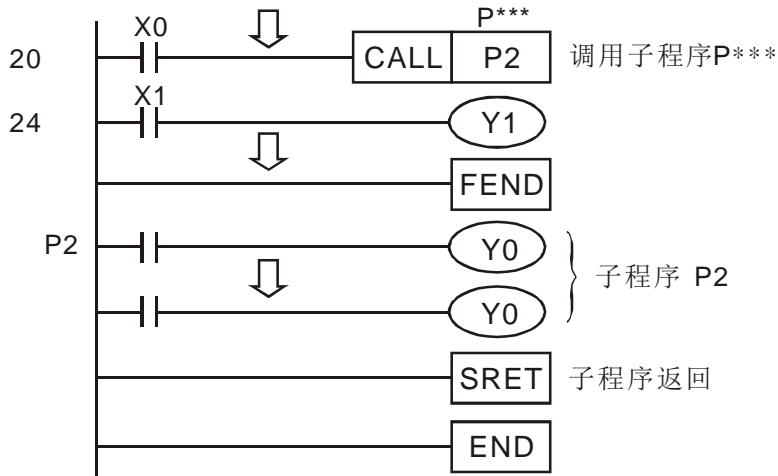 P***
X0
20 CALL P2 调用子程序P***
X1
24 Y1
FEND
P2 Y0
子程序 P2
Y0
SRET 子程序返回
END